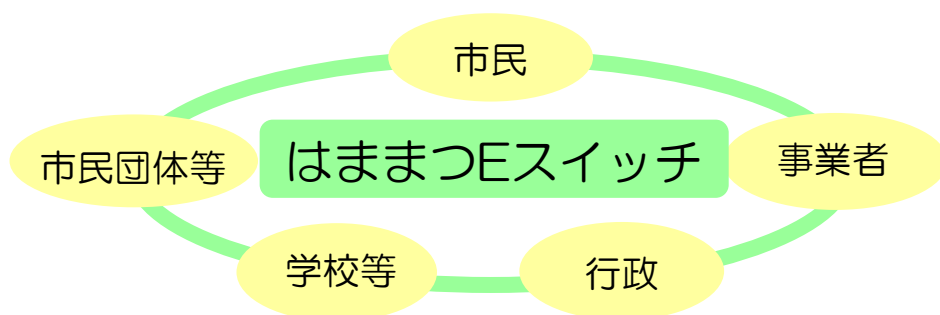 市民
市民団体等
はままつEスイッチ
事業者
学校等
行政